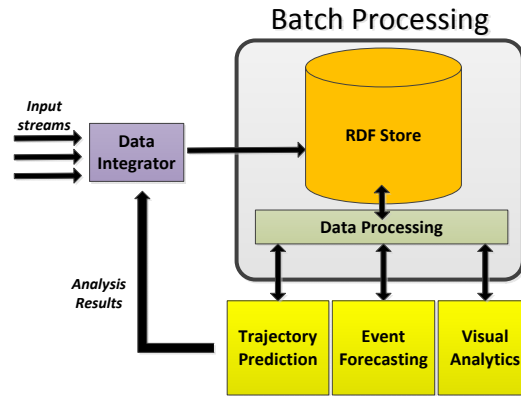 Batch Processing
Input
streams
Data
Integrator
RDF Store
Data Processing
Analysis
Results
Trajectory
Prediction
Event
Forecasting
Visual
Analytics